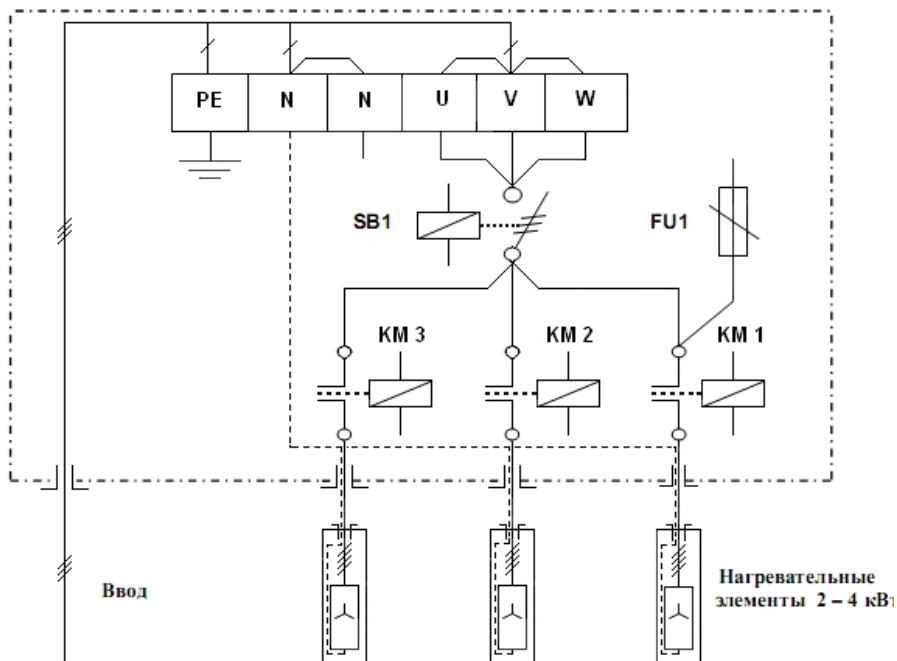 PE N N U V W
SB1
FU1
KM 3 KM 2 KM 1
Ввод
Нагревательные
элементы 2 – 4 кВт